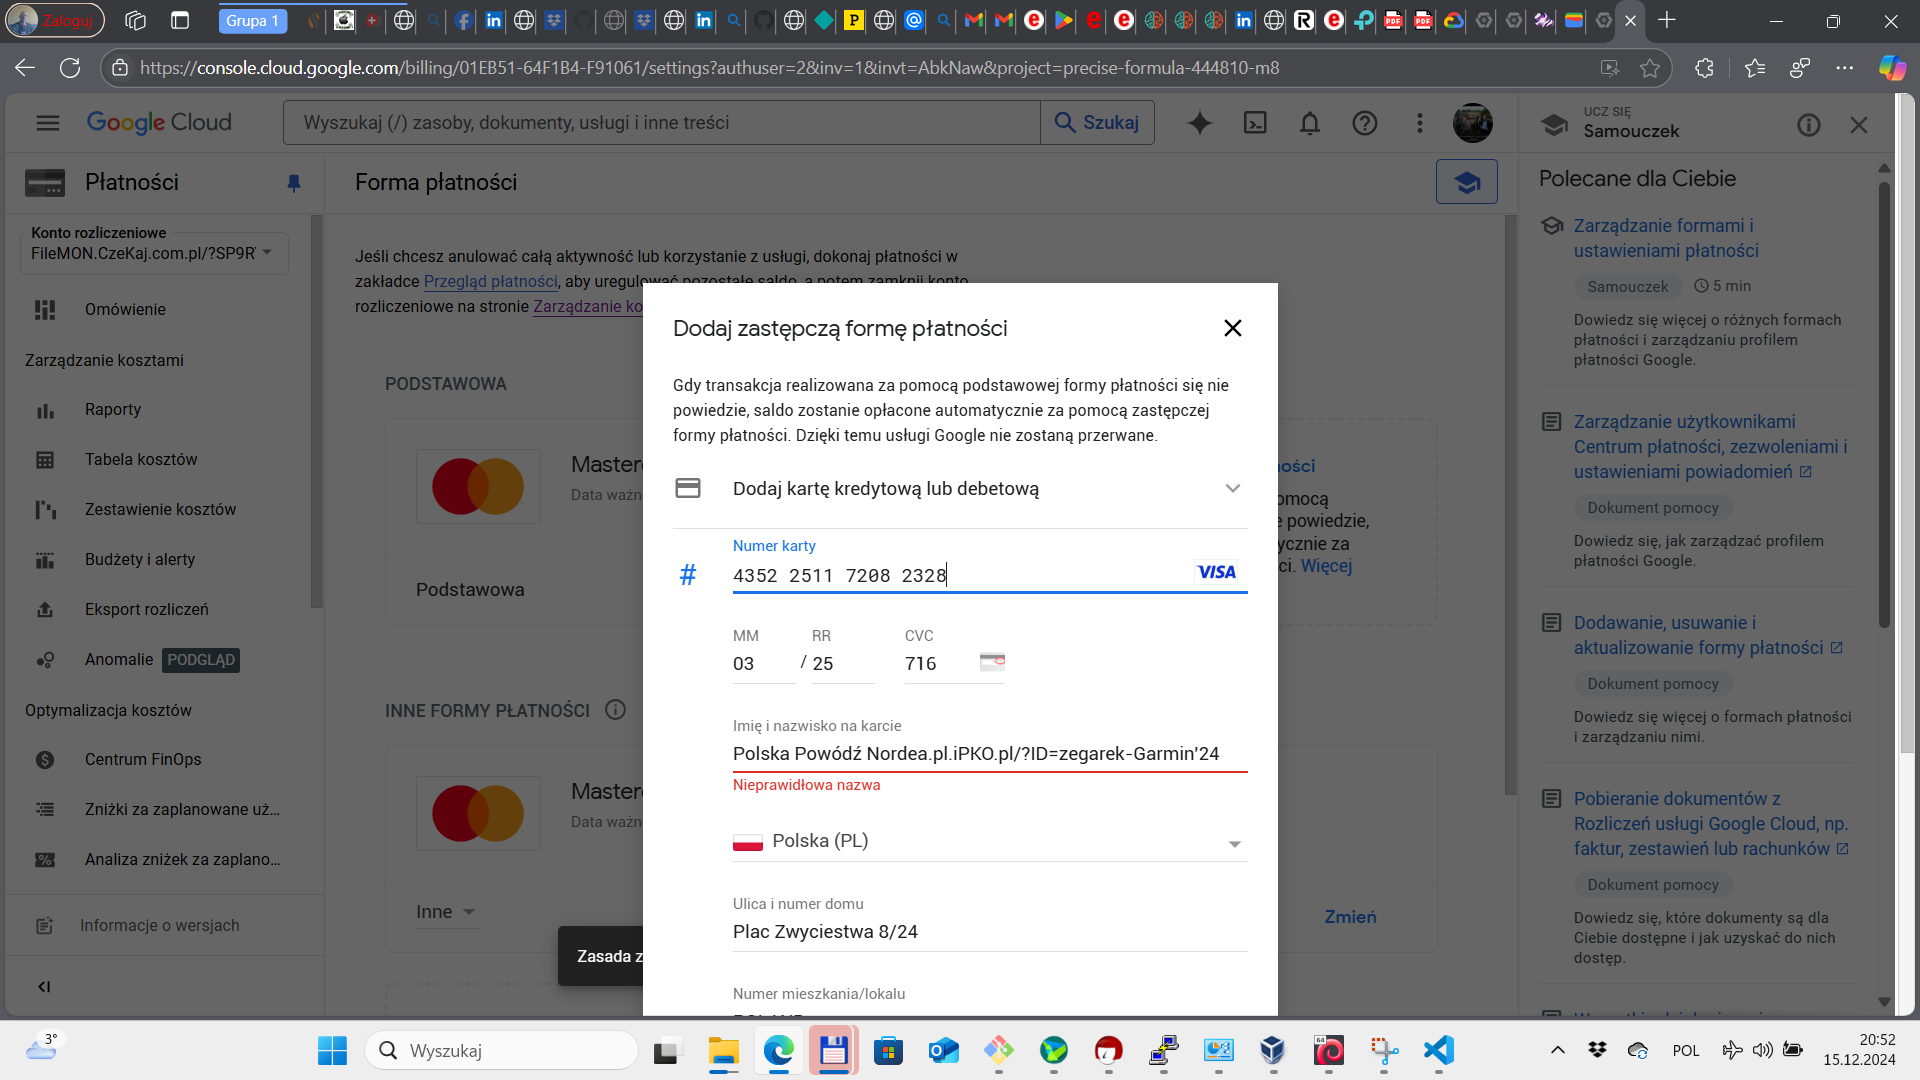 Zaloguj
Grupa 1
https://console.cloud.google.com/billing/01EB51-64F1B4-F91061/settings?authuser=2&inv=1&invt=AbkNaw&project=precise-formula-444810-m8
Google Cloud
Wyszukaj (/) zasoby, dokumenty, usługi i inne treści
Szukaj
UCZ SIĘ
Samouczek
Płatności
Forma płatności
Polecane dla Ciebie
Konto rozliczeniowe
FileMON.CzeKaj.com.pl/?SP9R
Omówienie
Zarządzanie kosztami
Raporty
Tabela kosztów
Zestawienie kosztów
Budżety i alerty
Eksport rozliczeń
Anomalie PODGLĄD
Optymalizacja kosztów
Centrum FinOps
Zniżki za zaplanowane uż...
Analiza zniżek za zaplano...
Informacje o wersjach
Jeśli chcesz anulować całą aktywność lub korzystanie z usługi, dokonaj płatności w
zakładce Przegląd płatności, aby uregulować pozostałe saldo, a potem zamknij konto
rozliczeniowe na stronie Zarządzanie ko
PODSTAWOWA
Masterc
Data ważn
Podstawowa
ności
omocą
e powiedzie,
ycznie za
ci. Więcej
INNE FORMY PŁATNOŚCI
Master
Data ważn
Inne
Zmień
Zasada z
Dodaj zastępczą formę płatności
Gdy transakcja realizowana za pomocą podstawowej formy płatności się nie
powiedzie, saldo zostanie opłacone automatycznie za pomocą zastępczej
formy płatności. Dzięki temu usługi Google nie zostaną przerwane.
Dodaj kartę kredytową lub debetową
Numer karty
# 4352 2511 7208 2328 VISA
MM RR CVC
03 / 25 716
Imię i nazwisko na karcie
Polska Powódź Nordea.pl.iPKO.pl/?ID=zegarek-Garmin'24
Nieprawidłowa nazwa
Polska (PL)
Ulica i numer domu
Plac Zwyciestwa 8/24
Numer mieszkania/lokalu
Zarządzanie formami i
ustawieniami płatności
Samouczek 5 min
Dowiedz się więcej o różnych formach
płatności i zarządzaniu profilem
płatności Google.
Zarządzanie użytkownikami
Centrum płatności, zezwoleniami i
ustawieniami powiadomień
Dokument pomocy
Dowiedz się, jak zarządzać profilem
płatności Google.
Dodawanie, usuwanie i
aktualizowanie formy płatności
Dokument pomocy
Dowiedz się więcej o formach płatności
i zarządzaniu nimi.
Pobieranie dokumentów z
Rozliczeń usługi Google Cloud, np.
faktur, zestawień lub rachunków
Dokument pomocy
Dowiedz się, które dokumenty są dla
Ciebie dostępne i jak uzyskać do nich
dostęp.
3°
Wyszukaj
POL
20:52
15.12.2024